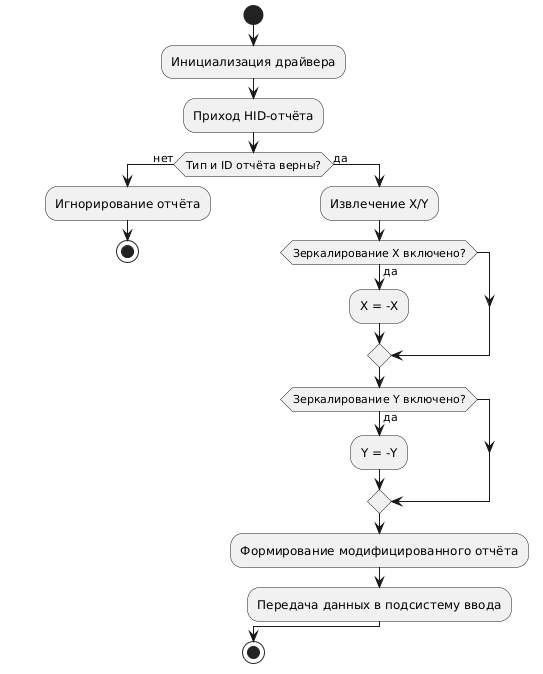 Инициализация драйвера
Приход HID-отчёта
нет
Тип и ID отчёта верны?
да
Игнорирование отчёта
Извлечение X/Y
Зеркалирование X включено?
да
X = -X
Зеркалирование Y включено?
да
Y = -Y
Формирование модифицированного отчёта
Передача данных в подсистему ввода